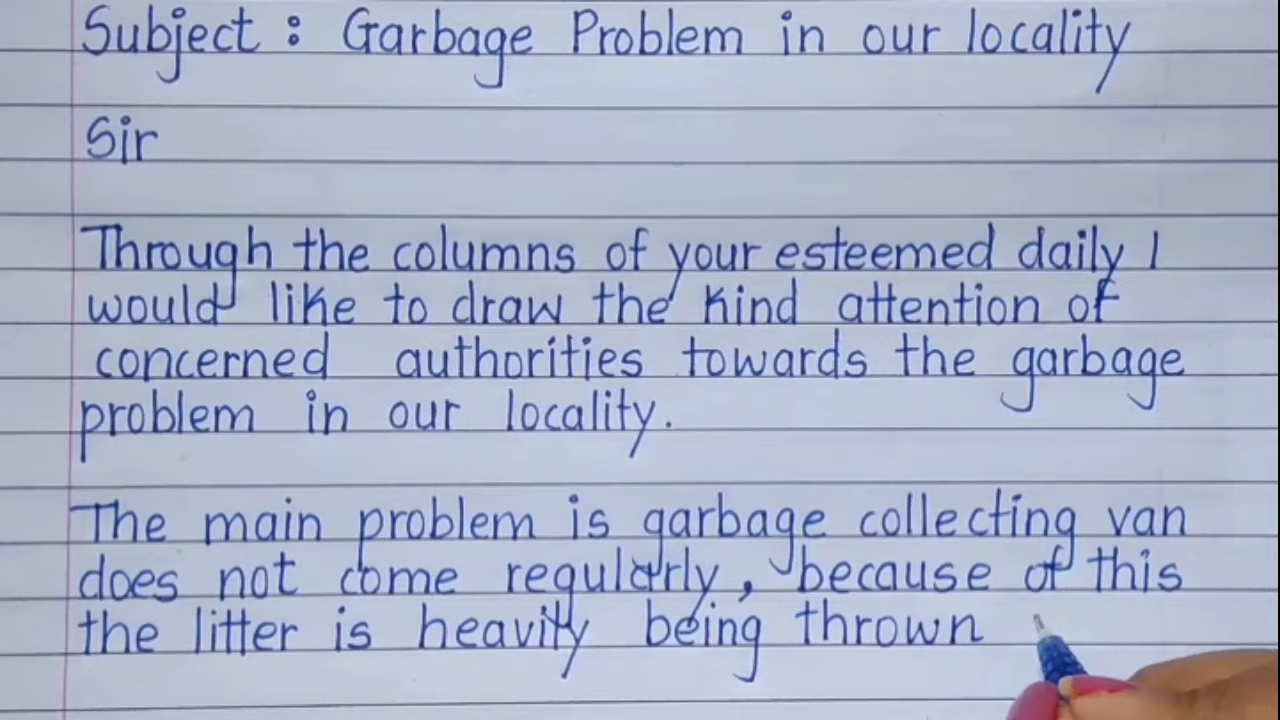 Subject : Garbage Problem in our locality
Sir
Through the columns of your esteemed daily I
would like to draw the kind attention of
concerned authorities towards the garbage
problem in our locality.
The main problem is garbage collecting van
does not come regularly, because of this
the litter is heavily being thrown